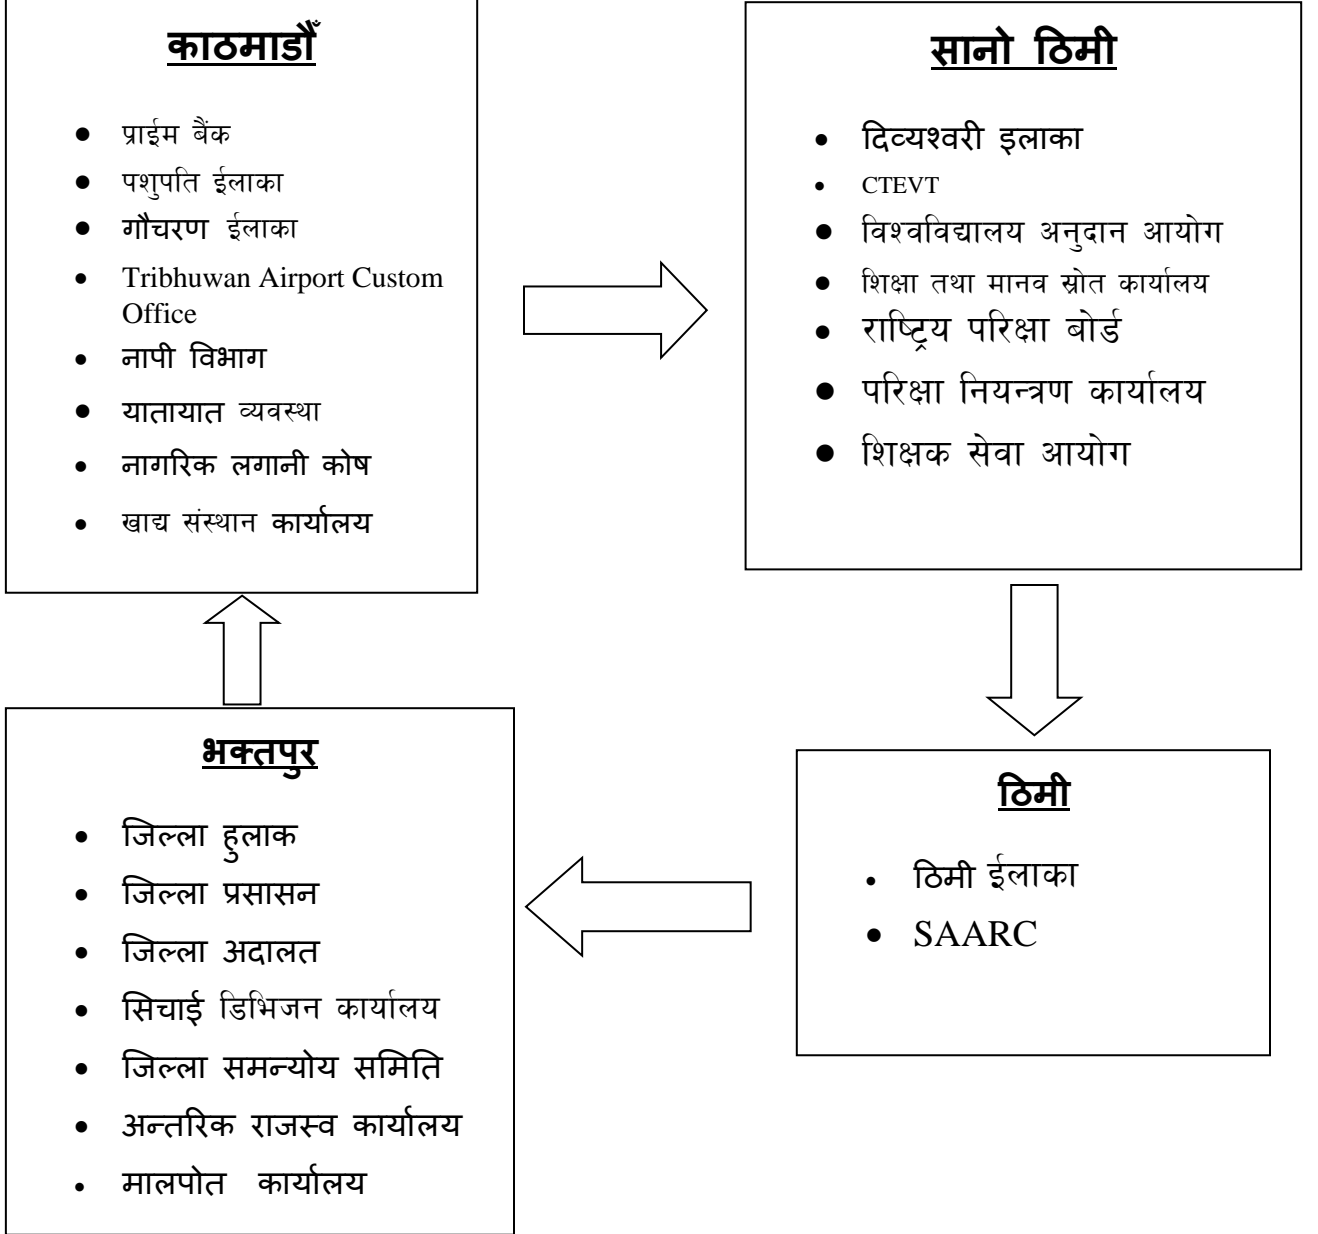 काठमाडौँ
प्राईम बैंक
पशुपति ईलाका
गौचरण ईलाका
Tribhuwan Airport Custom
Office
नापी विभाग
यातायात व्यवस्था
नागरिक लगानी कोष
खाद्य संस्थान कार्यालय
सानो ठिमी
दिव्यश्वरी इलाका
CTEVT
विश्वविद्यालय अनुदान आयोग
शिक्षा तथा मानव स्रोत कार्यालय
राष्ट्रिय परिक्षा बोर्ड
परिक्षा नियन्त्रण कार्यालय
शिक्षक सेवा आयोग
ठिमी
ठिमी ईलाका
SAARC
भक्तपुर
जिल्ला हुलाक
जिल्ला प्रसासन
जिल्ला अदालत
सिचाई डिभिजन कार्यालय
जिल्ला समन्योय समिति
अन्तरिक राजस्व कार्यालय
मालपोत कार्यालय